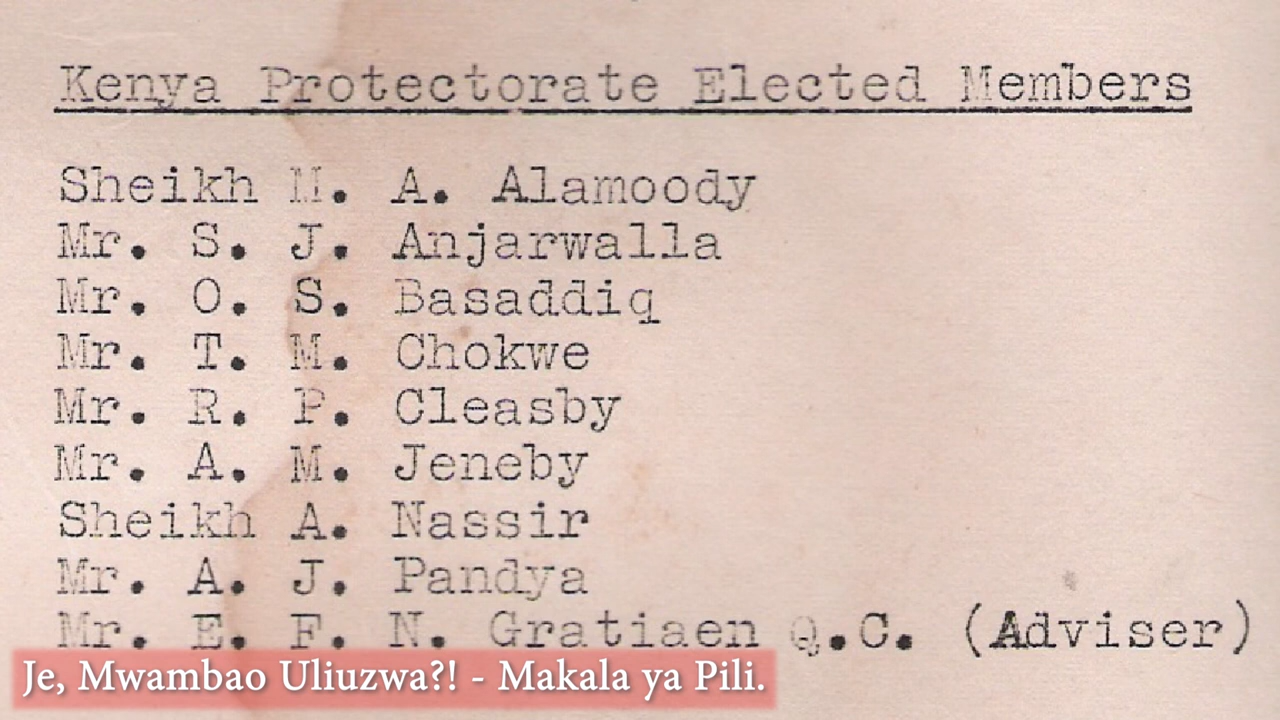 Kenya Protectorate Elected Members
Sheikh M. A. Alamoody
Mr. S. J. Anjarwalla
Mr. O. S. Basaddiq
Mr. T. M. Chokwe
Mr. R. P. Cleasby
Mr. A. M. Jeneby
Sheikh A. Nassir
Mr. A. J. Pandya
Mr. E. F. N. Gratiaen Q.C. (Adviser)
Je, Mwambao Uliuzwa?! - Makala ya Pili.